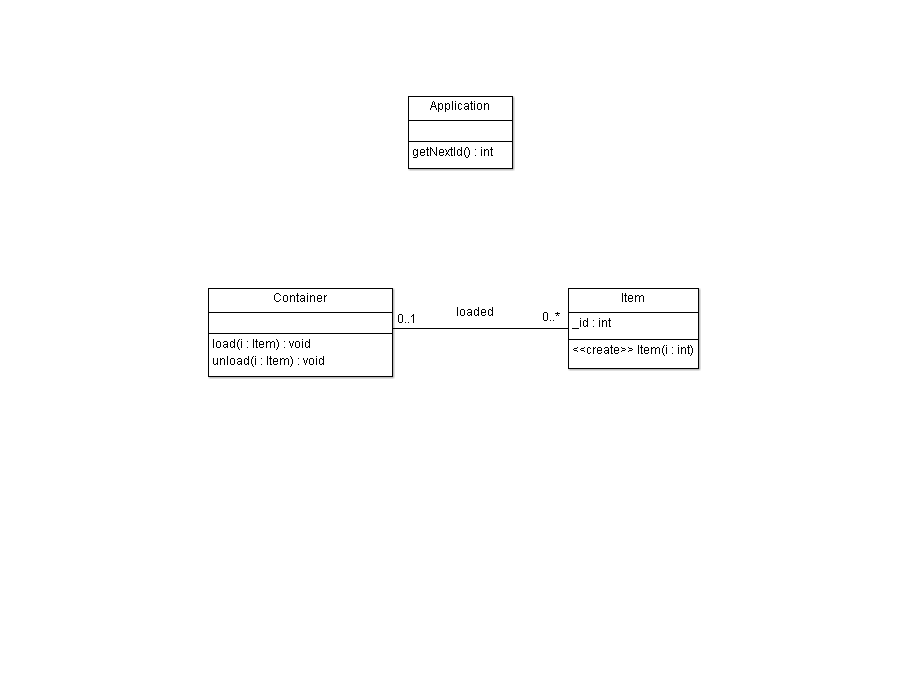 Application
getNextId() : int
Container
load(i : Item) : void
unload(i : Item) : void
0..1
loaded
0..*
Item
_id : int
<<create>> Item(i : int)